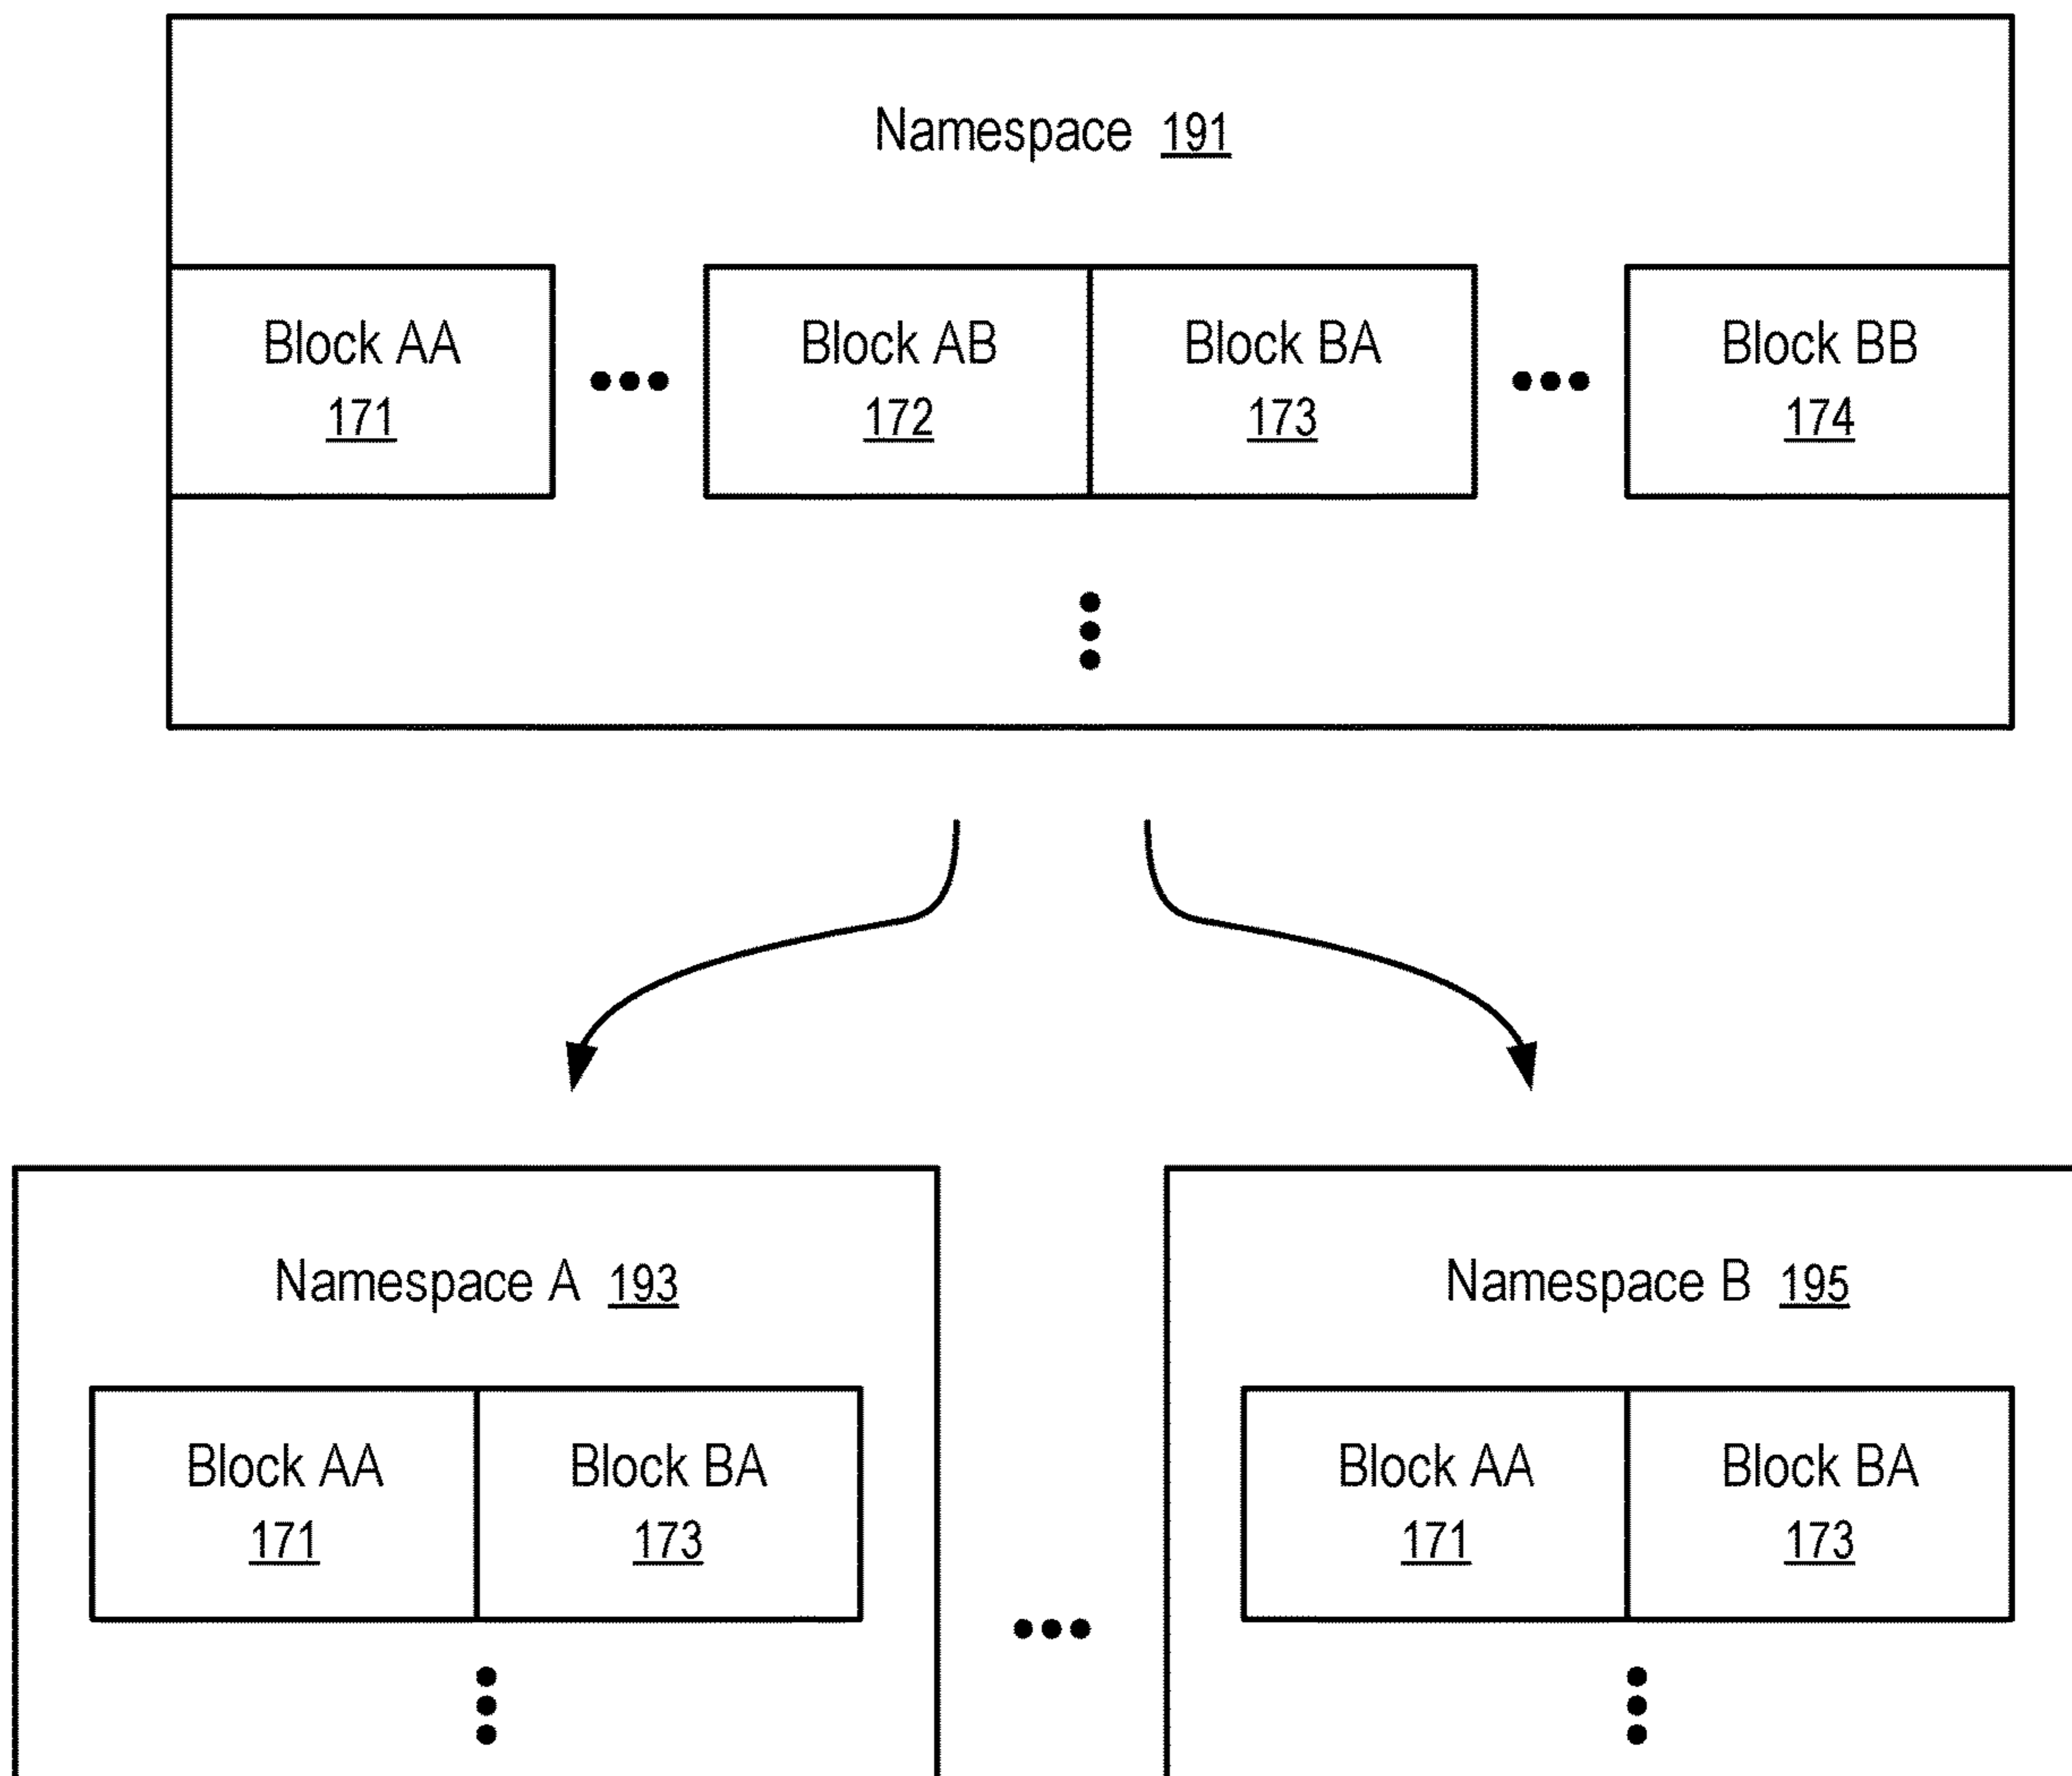 Namespace 191
Block AA
171
Block AB
172
Block BA
173
Block BB
174
Namespace A 193
Block AA
171
Block BA
173
Namespace B 195
Block AA
171
Block BA
173